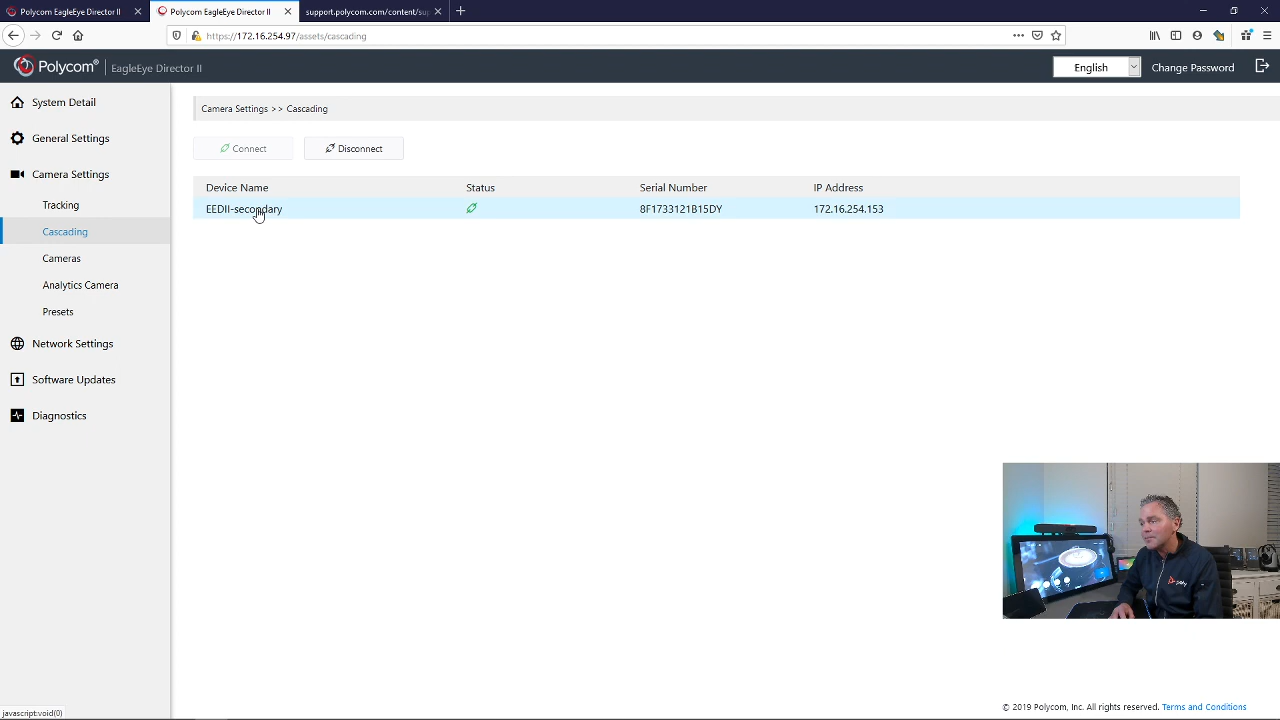 Polycom EagleEye Director II
Polycom EagleEye Director II
support.polycom.com/content/su
https://172.16.254.97/assets/cascading
Polycom® EagleEye Director II
English
Change Password
System Detail
General Settings
Camera Settings
Tracking
Cascading
Cameras
Analytics Camera
Presets
Network Settings
Software Updates
Diagnostics
Camera Settings >> Cascading
Connect
Disconnect
Device Name Status Serial Number IP Address
EEDII-secondary 8F1733121B15DY 172.16.254.153
poly
© 2019 Polycom, Inc. All rights reserved. Terms and Conditions
javascript:void(0)